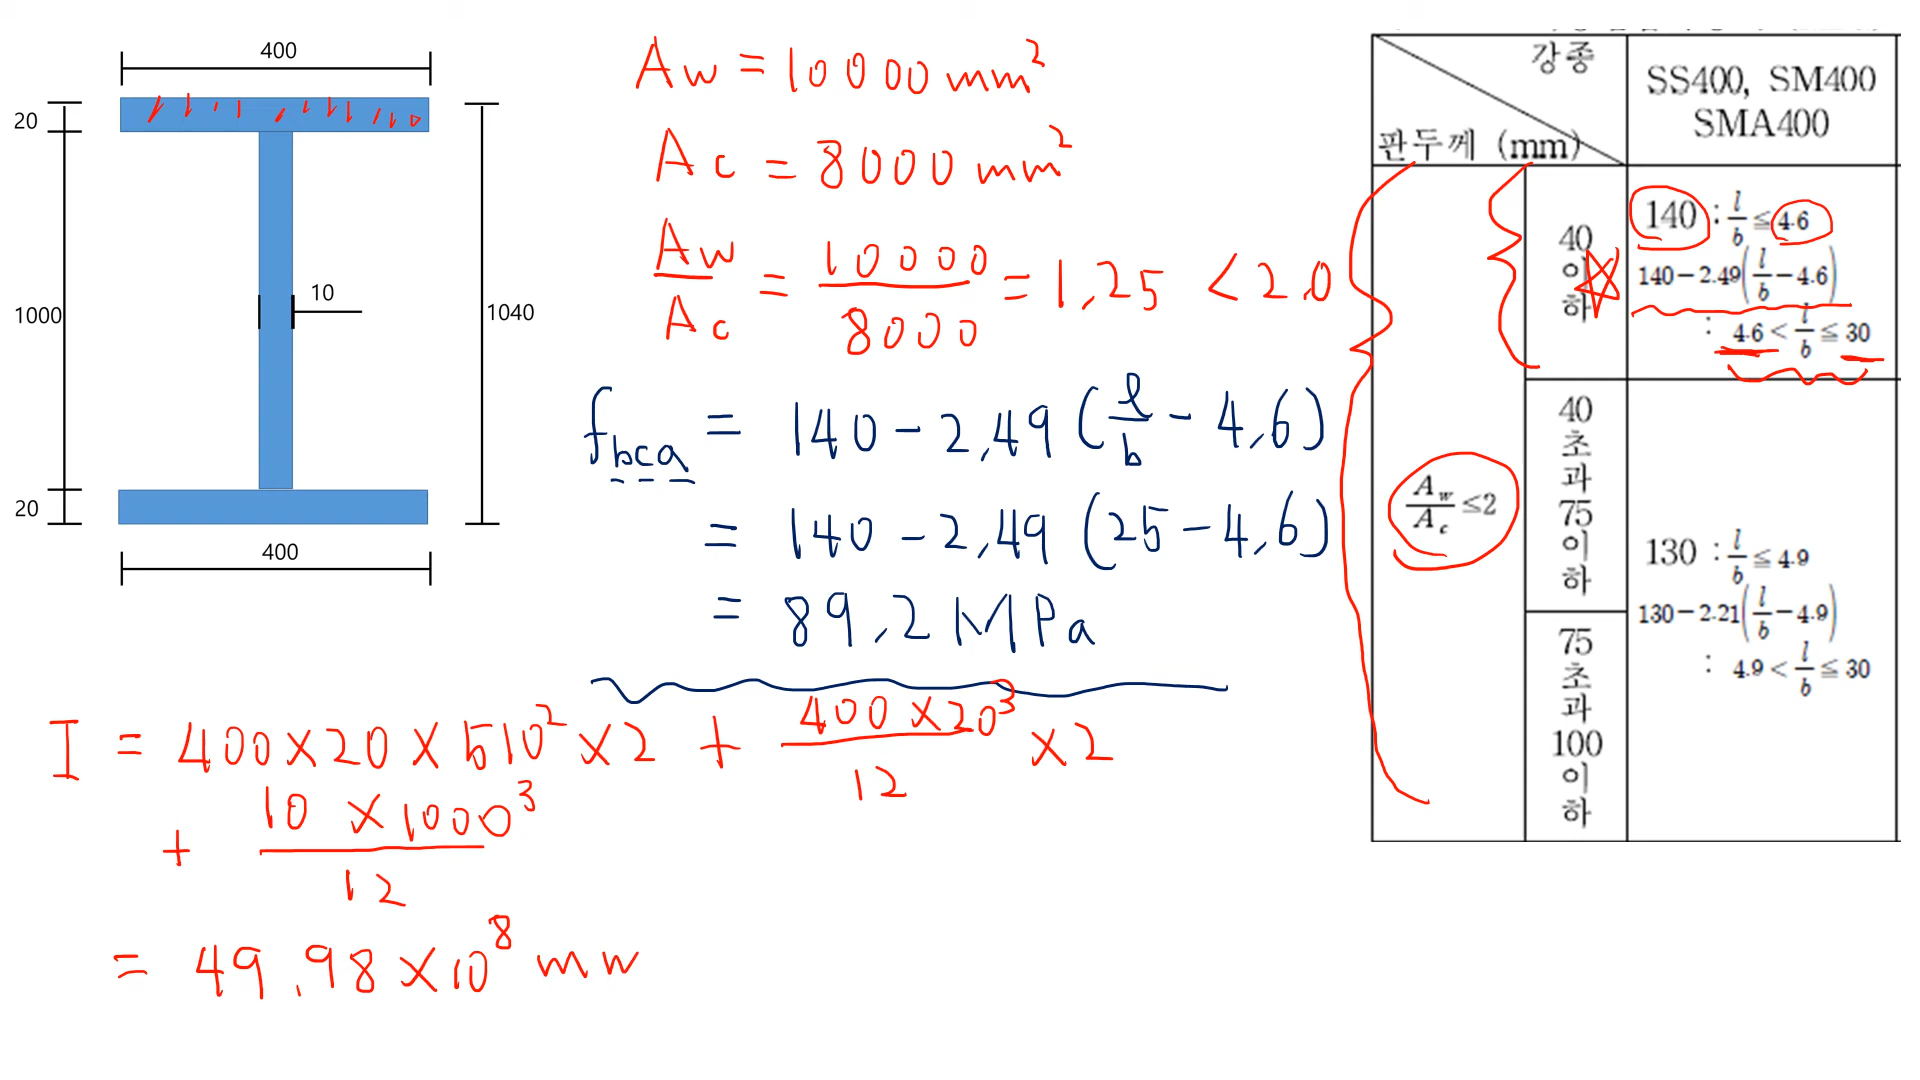 400
20
1000
10
1040
20
400
Aw = 10000 mm²
Ac = 8000 mm²
Aw/Ac = 10000/8000 = 1.25 < 2.0
fbca = 140 - 2.49 (l/b - 4.6)
= 140 - 2.49 (25 - 4.6)
= 89.2 MPa
I = 400 × 20 × 510² × 2 + 400 × 20³/12 × 2
+ 10 × 1000³/12
= 49.98 × 10⁸ mm
강종
판두께 (mm)
SS400, SM400
SMA400
Aw/Ac ≤ 2
40
이
하
140 : l/b ≤ 4.6
140 - 2.49(l/b - 4.6)
: 4.6 < l/b ≤ 30
40
초
과
75
이
하
75
초
과
100
이
하
130 : l/b ≤ 4.9
130 - 2.21(l/b - 4.9)
: 4.9 < l/b ≤ 30